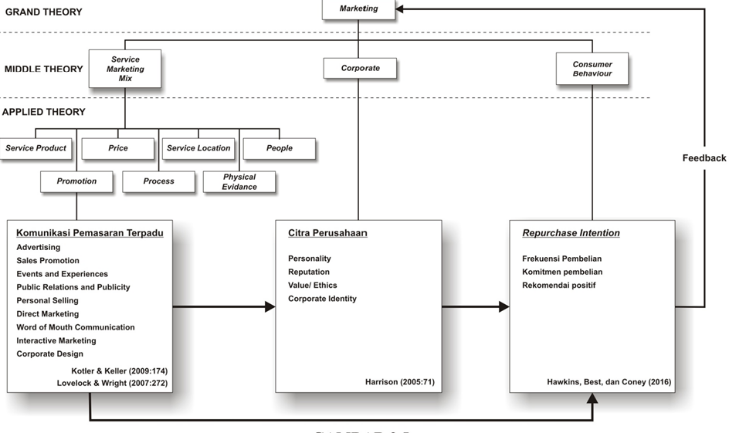 GRAND THEORY
Marketing
MIDDLE THEORY
Service
Marketing
Mix
Corporate
Consumer
Behaviour
APPLIED THEORY
Service Product
Price
Service Location
People
Feedback
Promotion
Process
Physical
Evidance
Komunikasi Pemasaran Terpadu
Advertising
Sales Promotion
Events and Experiences
Public Relations and Publicity
Personal Selling
Direct Marketing
Word of Mouth Communication
Interactive Marketing
Corporate Design
Kotler & Keller (2009:174)
Lovelock & Wright (2007:272)
Citra Perusahaan
Personality
Reputation
Value/ Ethics
Corporate Identity
Harrison (2005:71)
Repurchase Intention
Frekuensi Pembelian
Komitmen pembelian
Rekomendai positif
Hawkins, Best, dan Coney (2016)